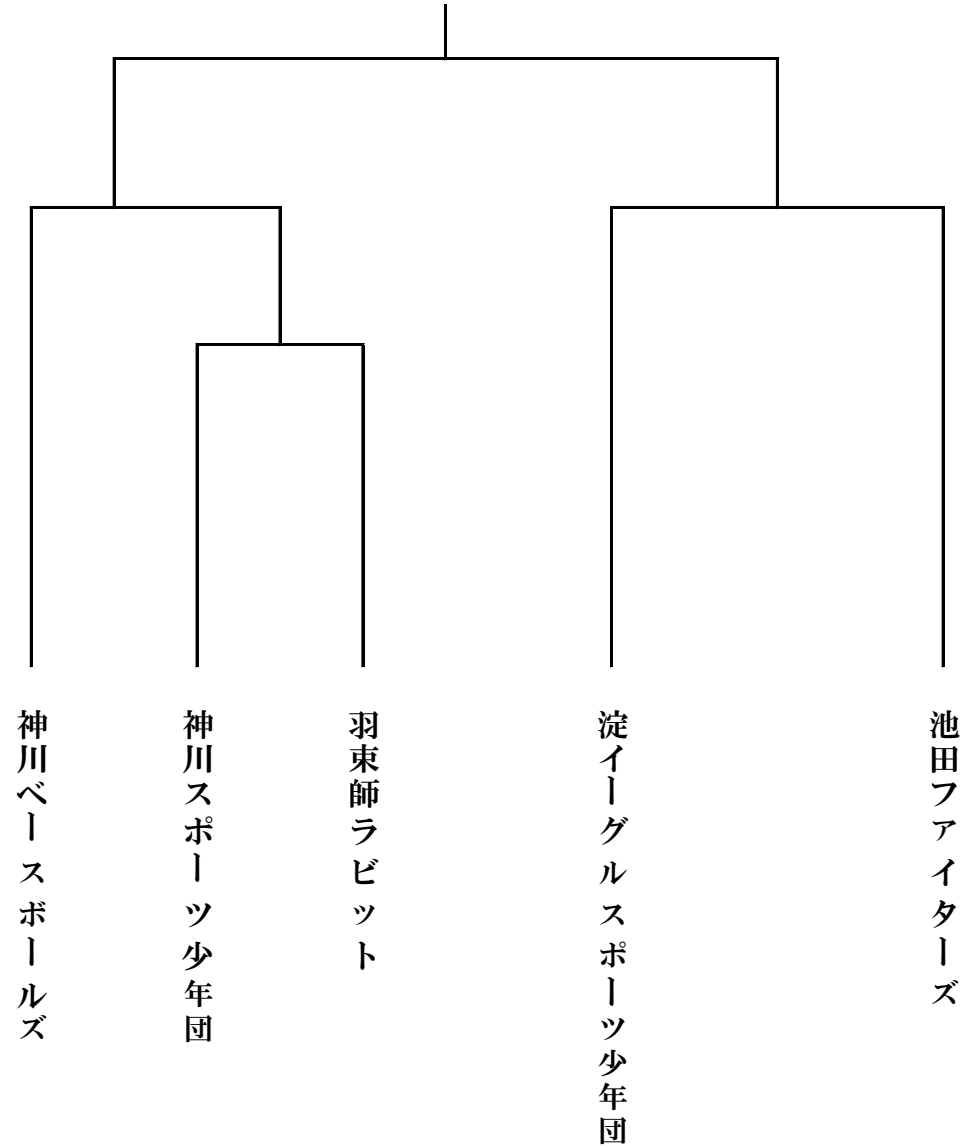 神川ベースボールズ
神川スポーツ少年団
羽束師ラビット
淀イーグルスポーツ少年団
池田ファイターズ